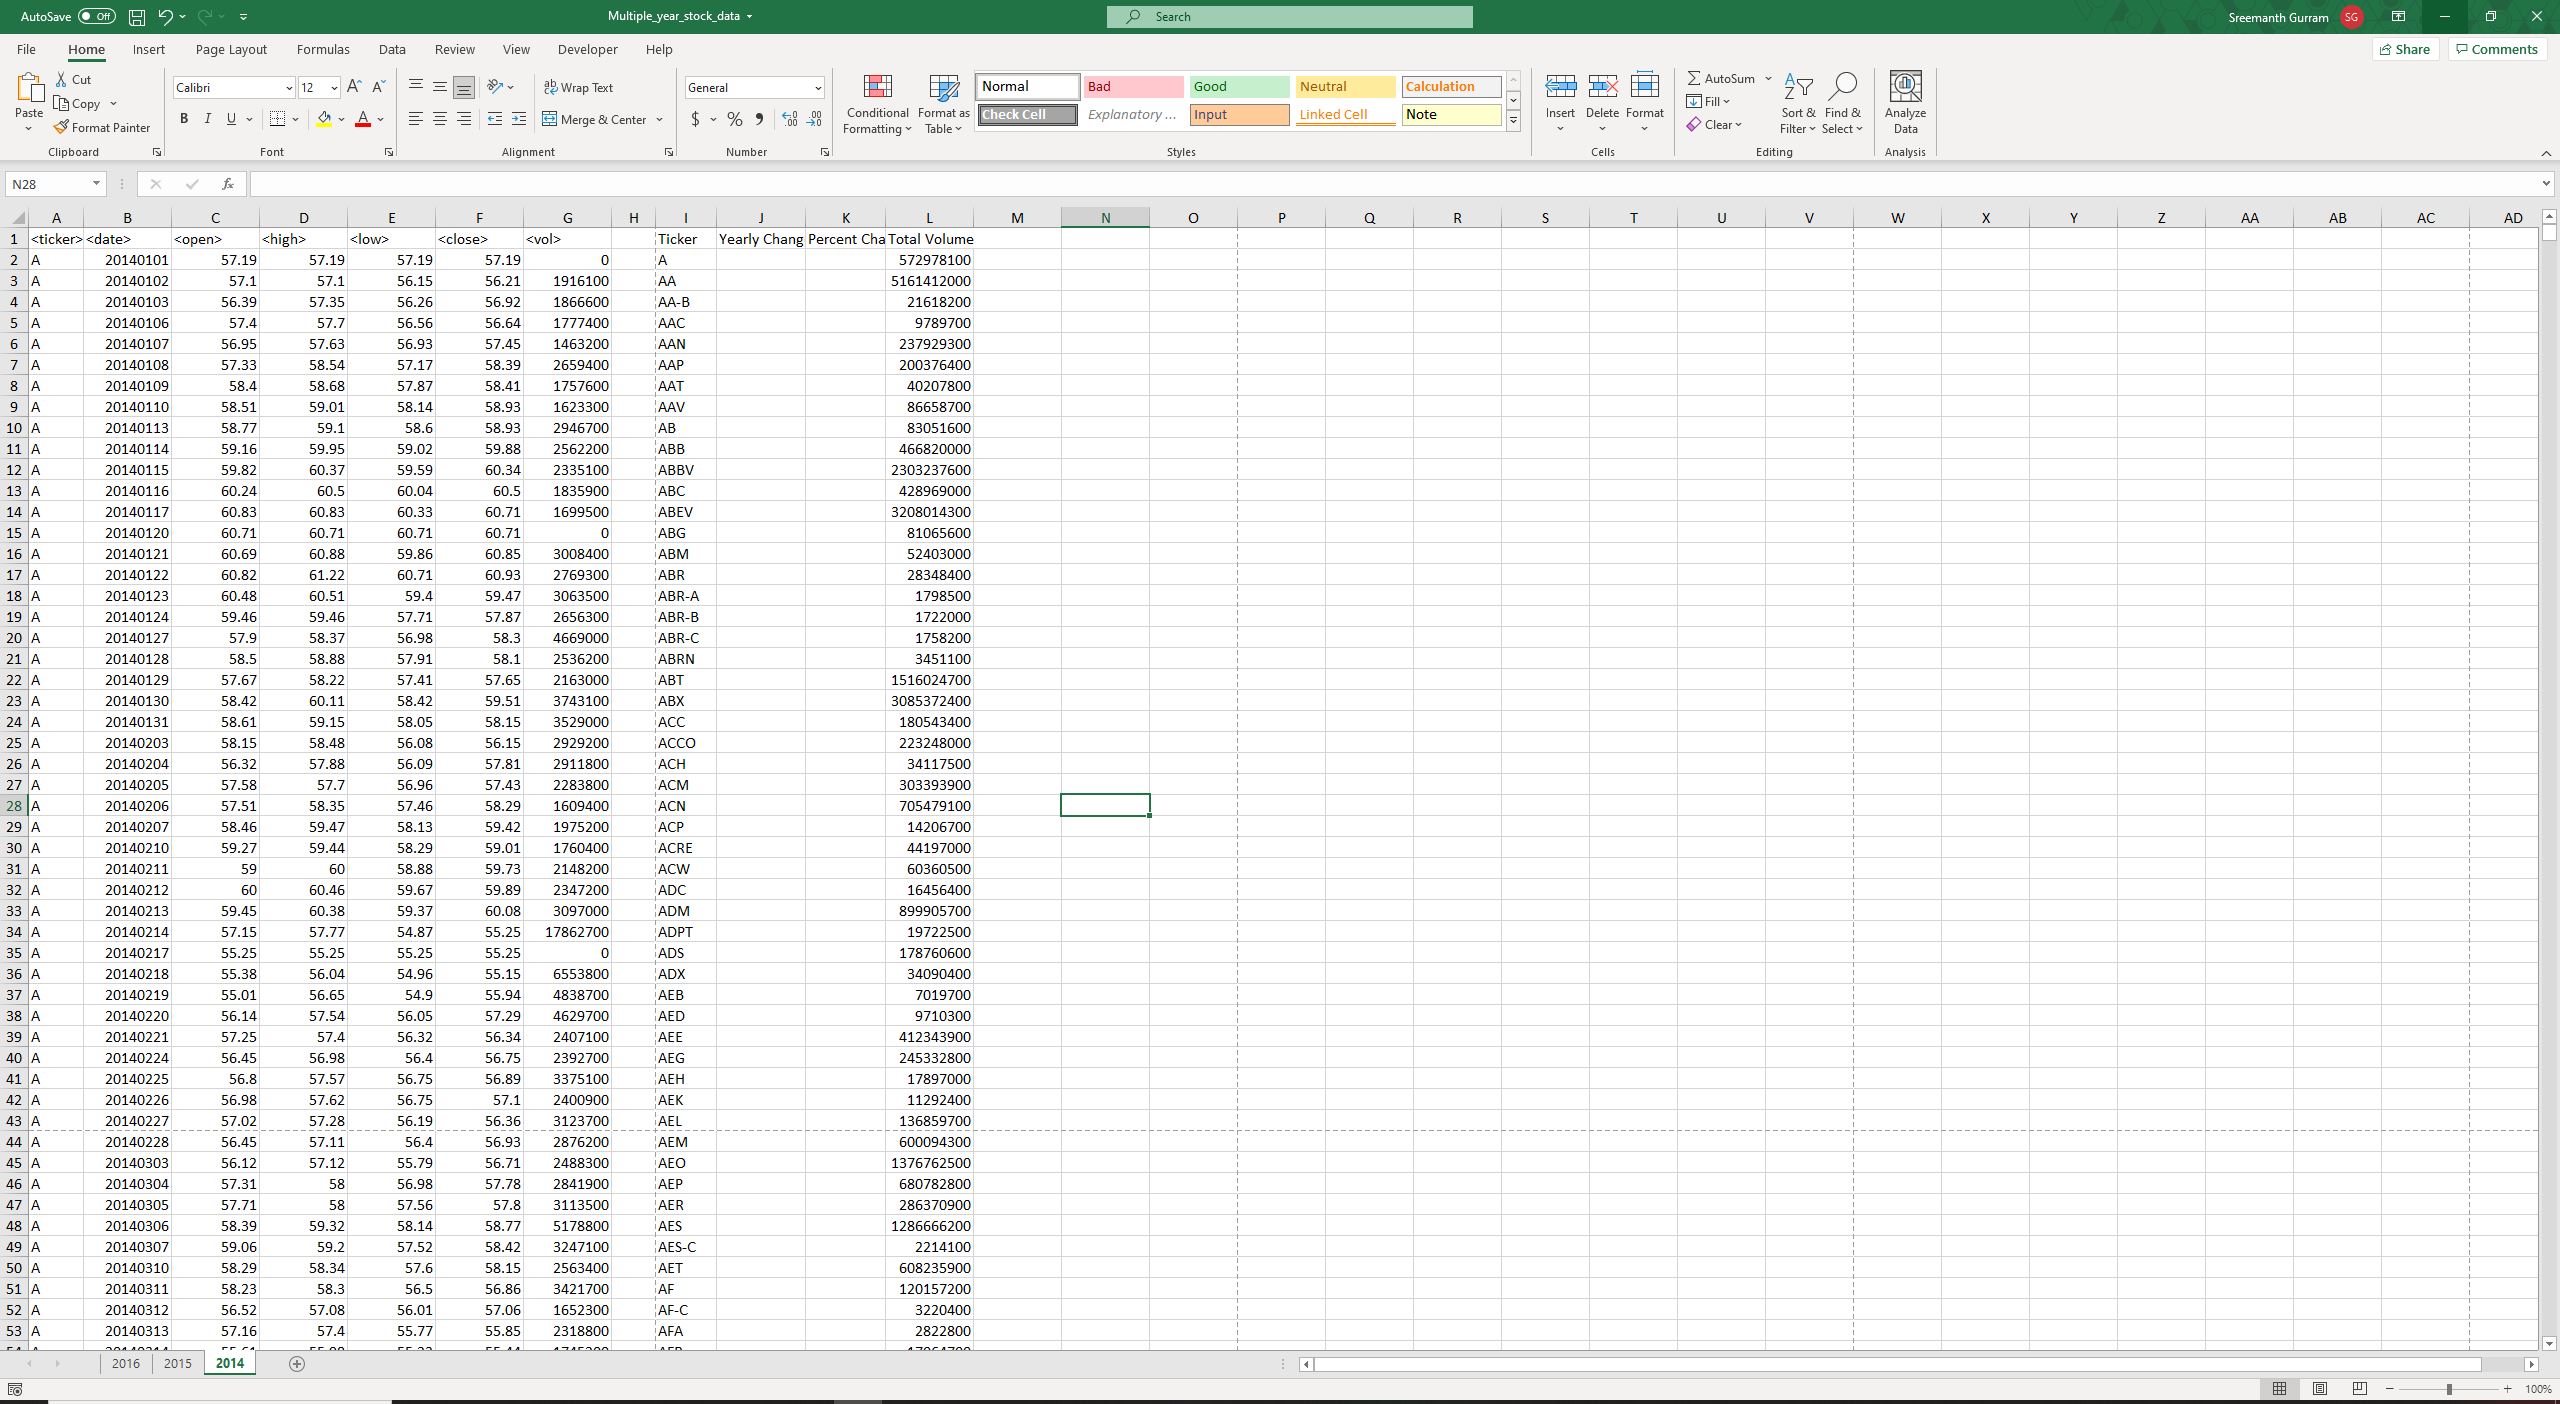 AutoSave Off Multiple_year_stock_data Search Sreemanth Gurram SG
File Home Insert Page Layout Formulas Data Review View Developer Help Share Comments
Cut
Copy
Format Painter
Paste
Clipboard
Calibri 12
B I U
Font
Wrap Text
Merge & Center
Alignment
General
$ % 9
Number
Conditional Formatting
Format as Table
Normal Bad Good Neutral Calculation
Check Cell Explanatory ... Input Linked Cell Note
Styles
Insert Delete Format
Cells
AutoSum
Fill
Clear
Sort & Filter
Find & Select
Editing
Analyze Data
Analysis
N28 fx
A B C D E F G H I J K L M N O P Q R S T U V W X Y Z AA AB AC AD
1 <ticker> <date> <open> <high> <low> <close> <vol> Ticker Yearly Chang Percent Cha Total Volume
2 A 20140101 57.19 57.19 57.19 57.19 0 A 572978100
3 A 20140102 57.1 57.1 56.15 56.21 1916100 AA 5161412000
4 A 20140103 56.39 57.35 56.26 56.92 1866600 AA-B 21618200
5 A 20140106 57.4 57.7 56.56 56.64 1777400 AAC 9789700
6 A 20140107 56.95 57.63 56.93 57.45 1463200 AAN 237929300
7 A 20140108 57.33 58.54 57.17 58.39 2659400 AAP 200376400
8 A 20140109 58.4 58.68 57.87 58.41 1757600 AAT 40207800
9 A 20140110 58.51 59.01 58.14 58.93 1623300 AAV 86658700
10 A 20140113 58.77 59.1 58.6 58.93 2946700 AB 83051600
11 A 20140114 59.16 59.95 59.02 59.88 2562200 ABB 466820000
12 A 20140115 59.82 60.37 59.59 60.34 2335100 ABBV 2303237600
13 A 20140116 60.24 60.5 60.04 60.5 1835900 ABC 428969000
14 A 20140117 60.83 60.83 60.33 60.71 1699500 ABEV 3208014300
15 A 20140120 60.71 60.71 60.71 60.71 0 ABG 81065600
16 A 20140121 60.69 60.88 59.86 60.85 3008400 ABM 52403000
17 A 20140122 60.82 61.22 60.71 60.93 2769300 ABR 28348400
18 A 20140123 60.48 60.51 59.4 59.47 3063500 ABR-A 1798500
19 A 20140124 59.46 59.46 57.71 57.87 2656300 ABR-B 1722000
20 A 20140127 57.9 58.37 56.98 58.3 4669000 ABR-C 1758200
21 A 20140128 58.5 58.88 57.91 58.1 2536200 ABRN 3451100
22 A 20140129 57.67 58.22 57.41 57.65 2163000 ABT 1516024700
23 A 20140130 58.42 60.11 58.42 59.51 3743100 ABX 3085372400
24 A 20140131 58.61 59.15 58.05 58.15 3529000 ACC 180543400
25 A 20140203 58.15 58.48 56.08 56.15 2929200 ACCO 223248000
26 A 20140204 56.32 57.88 56.09 57.81 2911800 ACH 34117500
27 A 20140205 57.58 57.7 56.96 57.43 2283800 ACM 303393900
28 A 20140206 57.51 58.35 57.46 58.29 1609400 ACN 705479100
29 A 20140207 58.46 59.47 58.13 59.42 1975200 ACP 14206700
30 A 20140210 59.27 59.44 58.29 59.01 1760400 ACRE 44197000
31 A 20140211 59 60 58.88 59.73 2148200 ACW 60360500
32 A 20140212 60 60.46 59.67 59.89 2347200 ADC 16456400
33 A 20140213 59.45 60.38 59.37 60.08 3097000 ADM 899905700
34 A 20140214 57.15 57.77 54.87 55.25 17862700 ADPT 19722500
35 A 20140217 55.25 55.25 55.25 55.25 0 ADS 178760600
36 A 20140218 55.38 56.04 54.96 55.15 6553800 ADX 34090400
37 A 20140219 55.01 56.65 54.9 55.94 4838700 AEB 7019700
38 A 20140220 56.14 57.54 56.05 57.29 4629700 AED 9710300
39 A 20140221 57.25 57.4 56.32 56.34 2407100 AEE 412343900
40 A 20140224 56.45 56.98 56.4 56.75 2392700 AEG 245332800
41 A 20140225 56.8 57.57 56.75 56.89 3375100 AEH 17897000
42 A 20140226 56.98 57.62 56.75 57.1 2400900 AEK 11292400
43 A 20140227 57.02 57.28 56.19 56.36 3123700 AEL 136859700
44 A 20140228 56.45 57.11 56.4 56.93 2876200 AEM 600094300
45 A 20140303 56.12 57.12 55.79 56.71 2488300 AEO 1376762500
46 A 20140304 57.31 58 56.98 57.78 2841900 AEP 680782800
47 A 20140305 57.71 58 57.56 57.8 3113500 AER 286370900
48 A 20140306 58.39 59.32 58.14 58.77 5178800 AES 1286666200
49 A 20140307 59.06 59.2 57.52 58.42 3247100 AES-C 2214100
50 A 20140310 58.29 58.34 57.6 58.15 2563400 AET 608235900
51 A 20140311 58.23 58.3 56.5 56.86 3421700 AF 120157200
52 A 20140312 56.52 57.08 56.01 57.06 1652300 AF-C 3220400
53 A 20140313 57.16 57.4 55.77 55.85 2318800 AFA 2822800
2016 2015 2014
100%